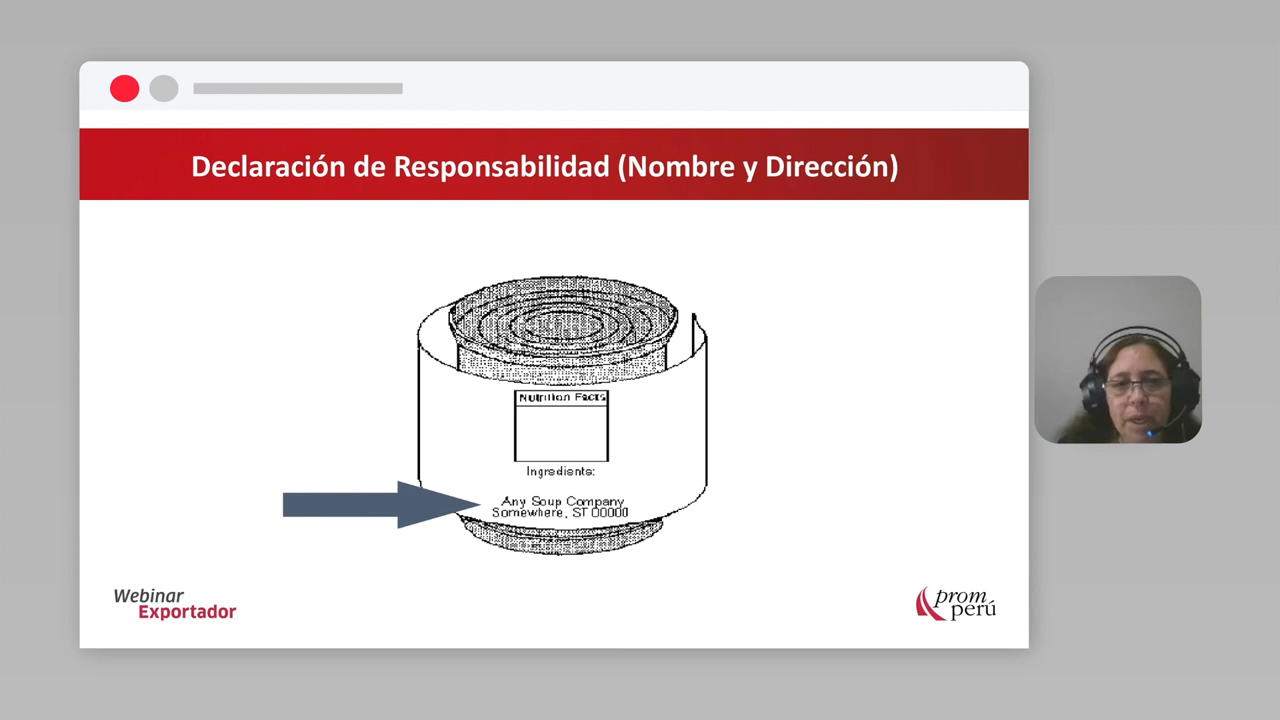 Declaración de Responsabilidad (Nombre y Dirección)
Nutrition Facts
Ingredients:
Any Soup Company
Somewhere, ST 00000
Webinar
Exportador
prom
perú